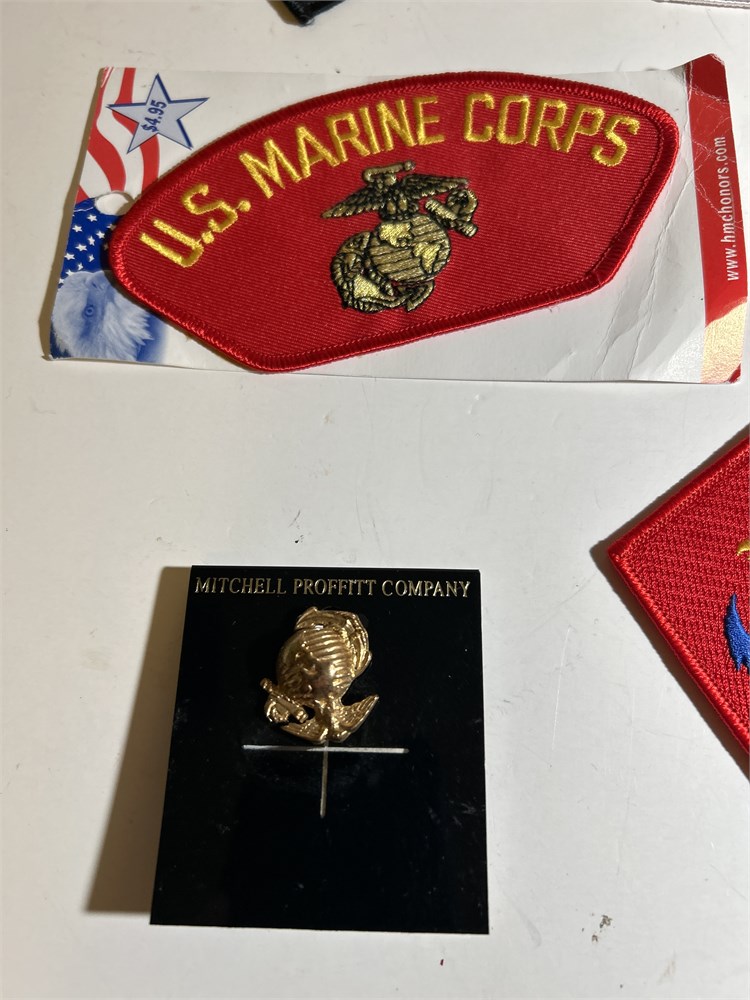 $4.95
U.S. MARINE CORPS
www.hmchonors.com
MITCHELL PROFFITT COMPANY